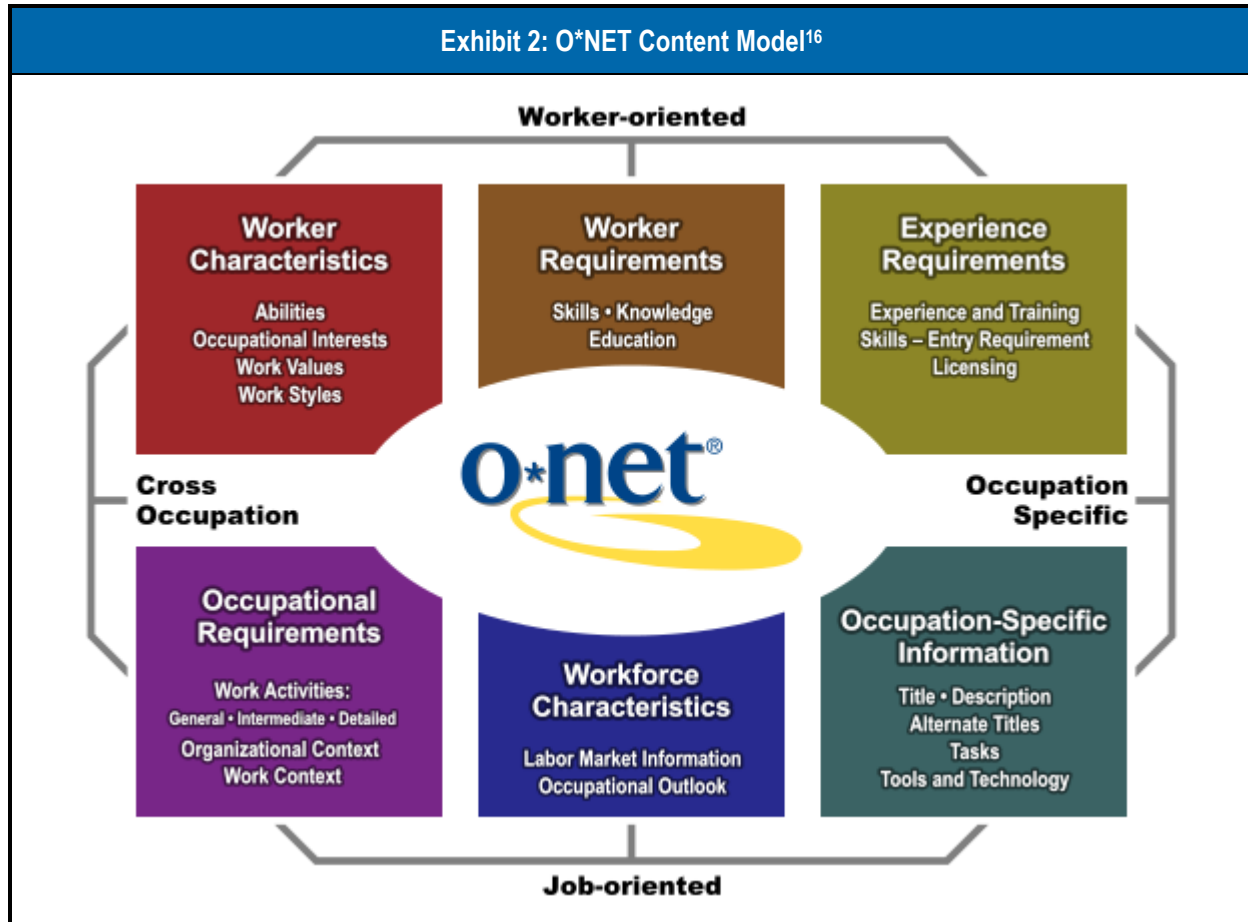 Exhibit 2: O*NET Content Model¹⁶
Worker-oriented
Worker
Characteristics
Abilities
Occupational Interests
Work Values
Work Styles
Worker
Requirements
Skills • Knowledge
Education
Experience
Requirements
Experience and Training
Skills – Entry Requirement
Licensing
o*net®
Cross
Occupation
Occupation
Specific
Occupational
Requirements
Work Activities:
General • Intermediate • Detailed
Organizational Context
Work Context
Workforce
Characteristics
Labor Market Information
Occupational Outlook
Occupation-Specific
Information
Title • Description
Alternate Titles
Tasks
Tools and Technology
Job-oriented